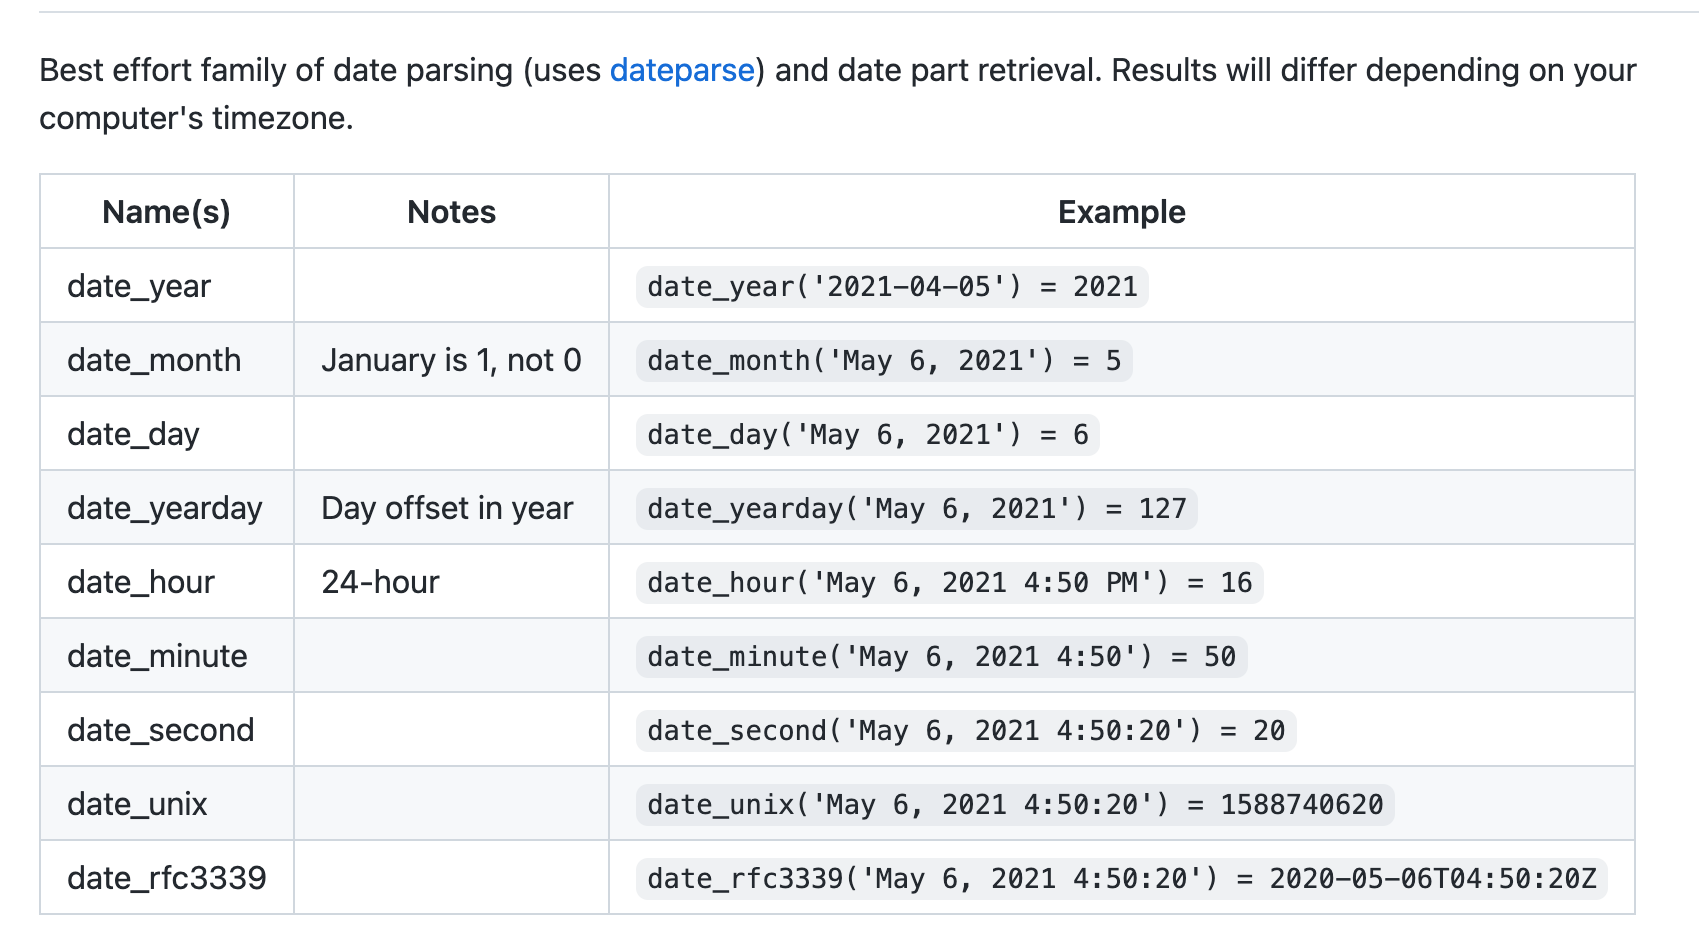 Best effort family of date parsing (uses dateparse) and date part retrieval. Results will differ depending on your
computer's timezone.
Name(s) Notes Example
date_year date_year('2021-04-05') = 2021
date_month January is 1, not 0 date_month('May 6, 2021') = 5
date_day date_day('May 6, 2021') = 6
date_yearday Day offset in year date_yearday('May 6, 2021') = 127
date_hour 24-hour date_hour('May 6, 2021 4:50 PM') = 16
date_minute date_minute('May 6, 2021 4:50') = 50
date_second date_second('May 6, 2021 4:50:20') = 20
date_unix date_unix('May 6, 2021 4:50:20') = 1588740620
date_rfc3339 date_rfc3339('May 6, 2021 4:50:20') = 2020-05-06T04:50:20Z